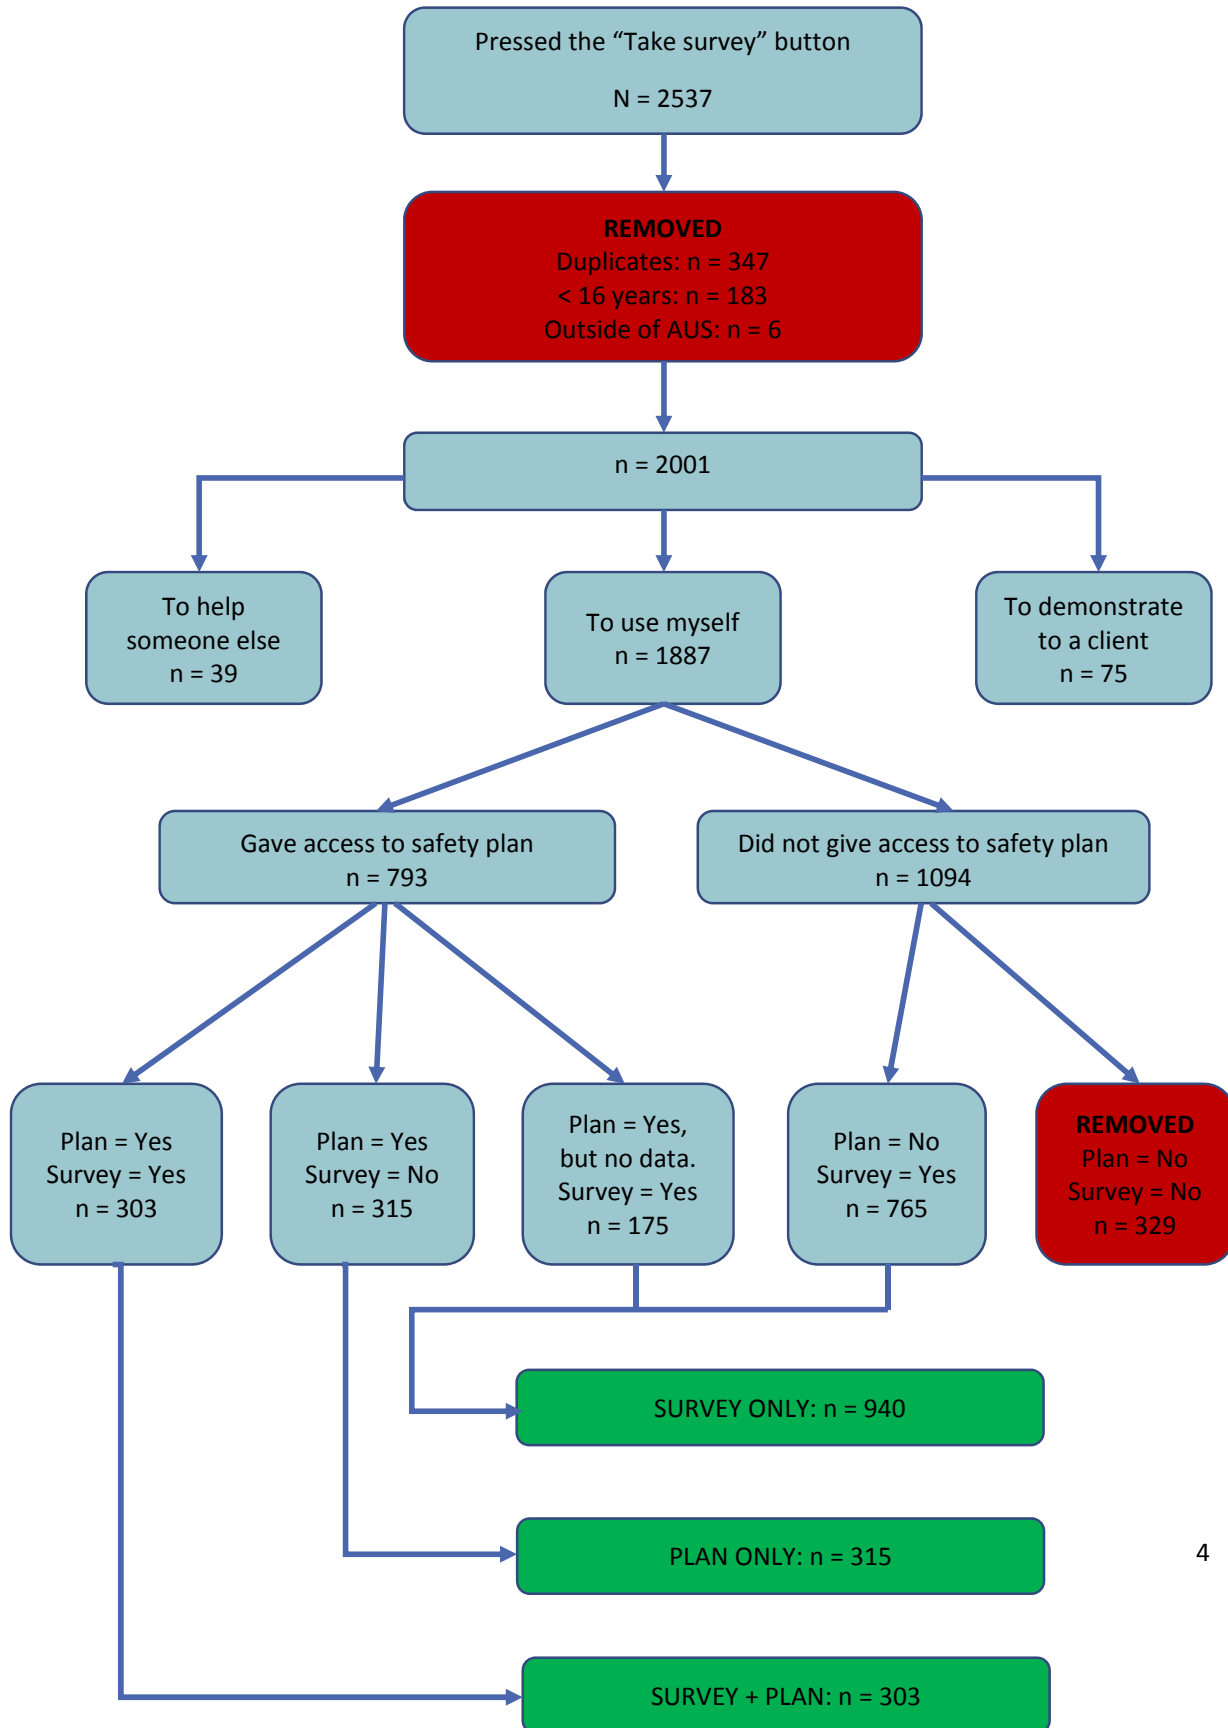 Pressed the “Take survey” button
N = 2537
REMOVED
Duplicates: n = 347
< 16 years: n = 183
Outside of AUS: n = 6
n = 2001
To help
someone else
n = 39
To use myself
n = 1887
To demonstrate
to a client
n = 75
Gave access to safety plan
n = 793
Did not give access to safety plan
n = 1094
Plan = Yes
Survey = Yes
n = 303
Plan = Yes
Survey = No
n = 315
Plan = Yes,
but no data.
Survey = Yes
n = 175
Plan = No
Survey = Yes
n = 765
REMOVED
Plan = No
Survey = No
n = 329
SURVEY ONLY: n = 940
PLAN ONLY: n = 315
4
SURVEY + PLAN: n = 303